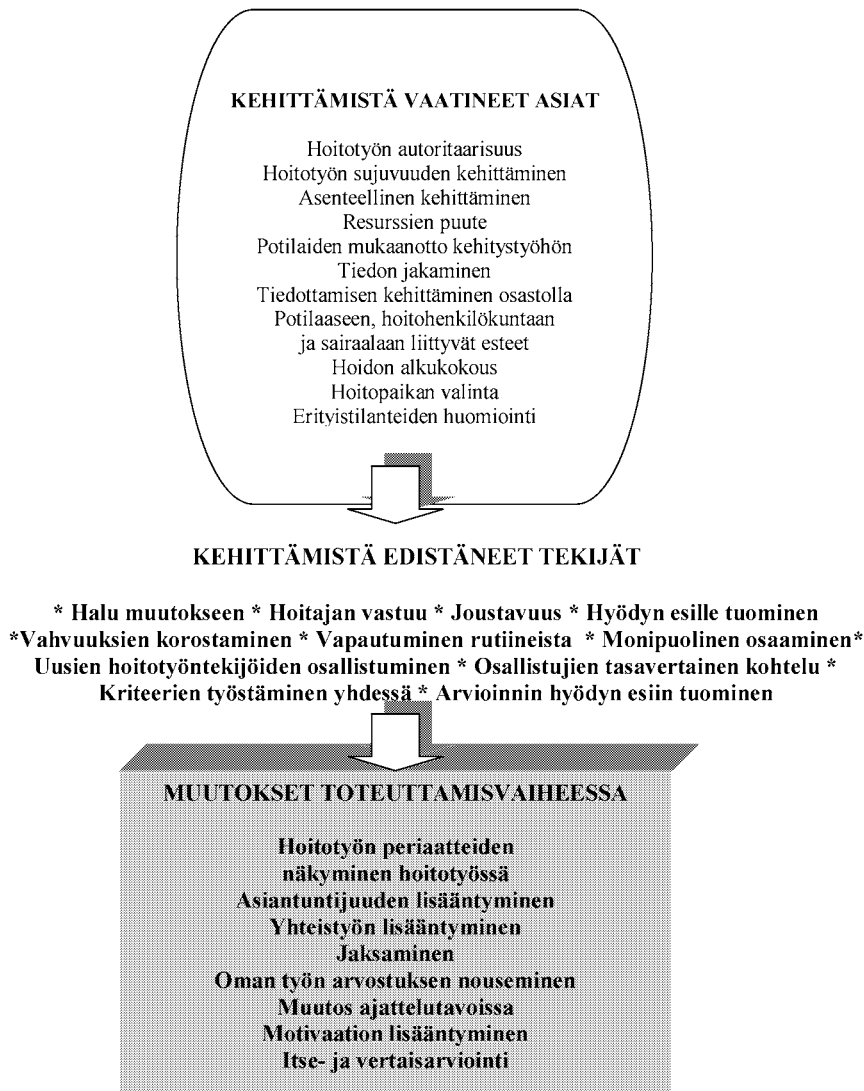 KEHITTÄMISTÄ VAATINEET ASIAT
Hoitotyön autoritaarisuus
Hoitotyön sujuvuuden kehittäminen
Asenteellinen kehittäminen
Resurssien puute
Potilaiden mukaanotto kehitystyöhön
Tiedon jakaminen
Tiedottamisen kehittäminen osastolla
Potilaaseen, hoitohenkilökuntaan
ja sairaalaan liittyvät esteet
Hoidon alkukokous
Hoitopaikan valinta
Erityistilanteiden huomiointi
KEHITTÄMISTÄ EDISTÄNEET TEKIJÄT
* Halu muutokseen * Hoitajan vastuu * Joustavuus * Hyödyn esille tuominen
*Vahvuuksien korostaminen * Vapautuminen rutiineista * Monipuolinen osaaminen*
Uusien hoitotyöntekijöiden osallistuminen * Osallistujien tasavertainen kohtelu *
Kriteerien työstäminen yhdessä * Arvioinnin hyödyn esiin tuominen
MUUTOKSET TOTEUTTAMISVAIHEESSA
Hoitotyön periaatteiden
näkyminen hoitotyössä
Asiantuntijuuden lisääntyminen
Yhteistyön lisääntyminen
Jaksaminen
Oman työn arvostuksen nouseminen
Muutos ajattelutavoissa
Motivaation lisääntyminen
Itse- ja vertaisarviointi